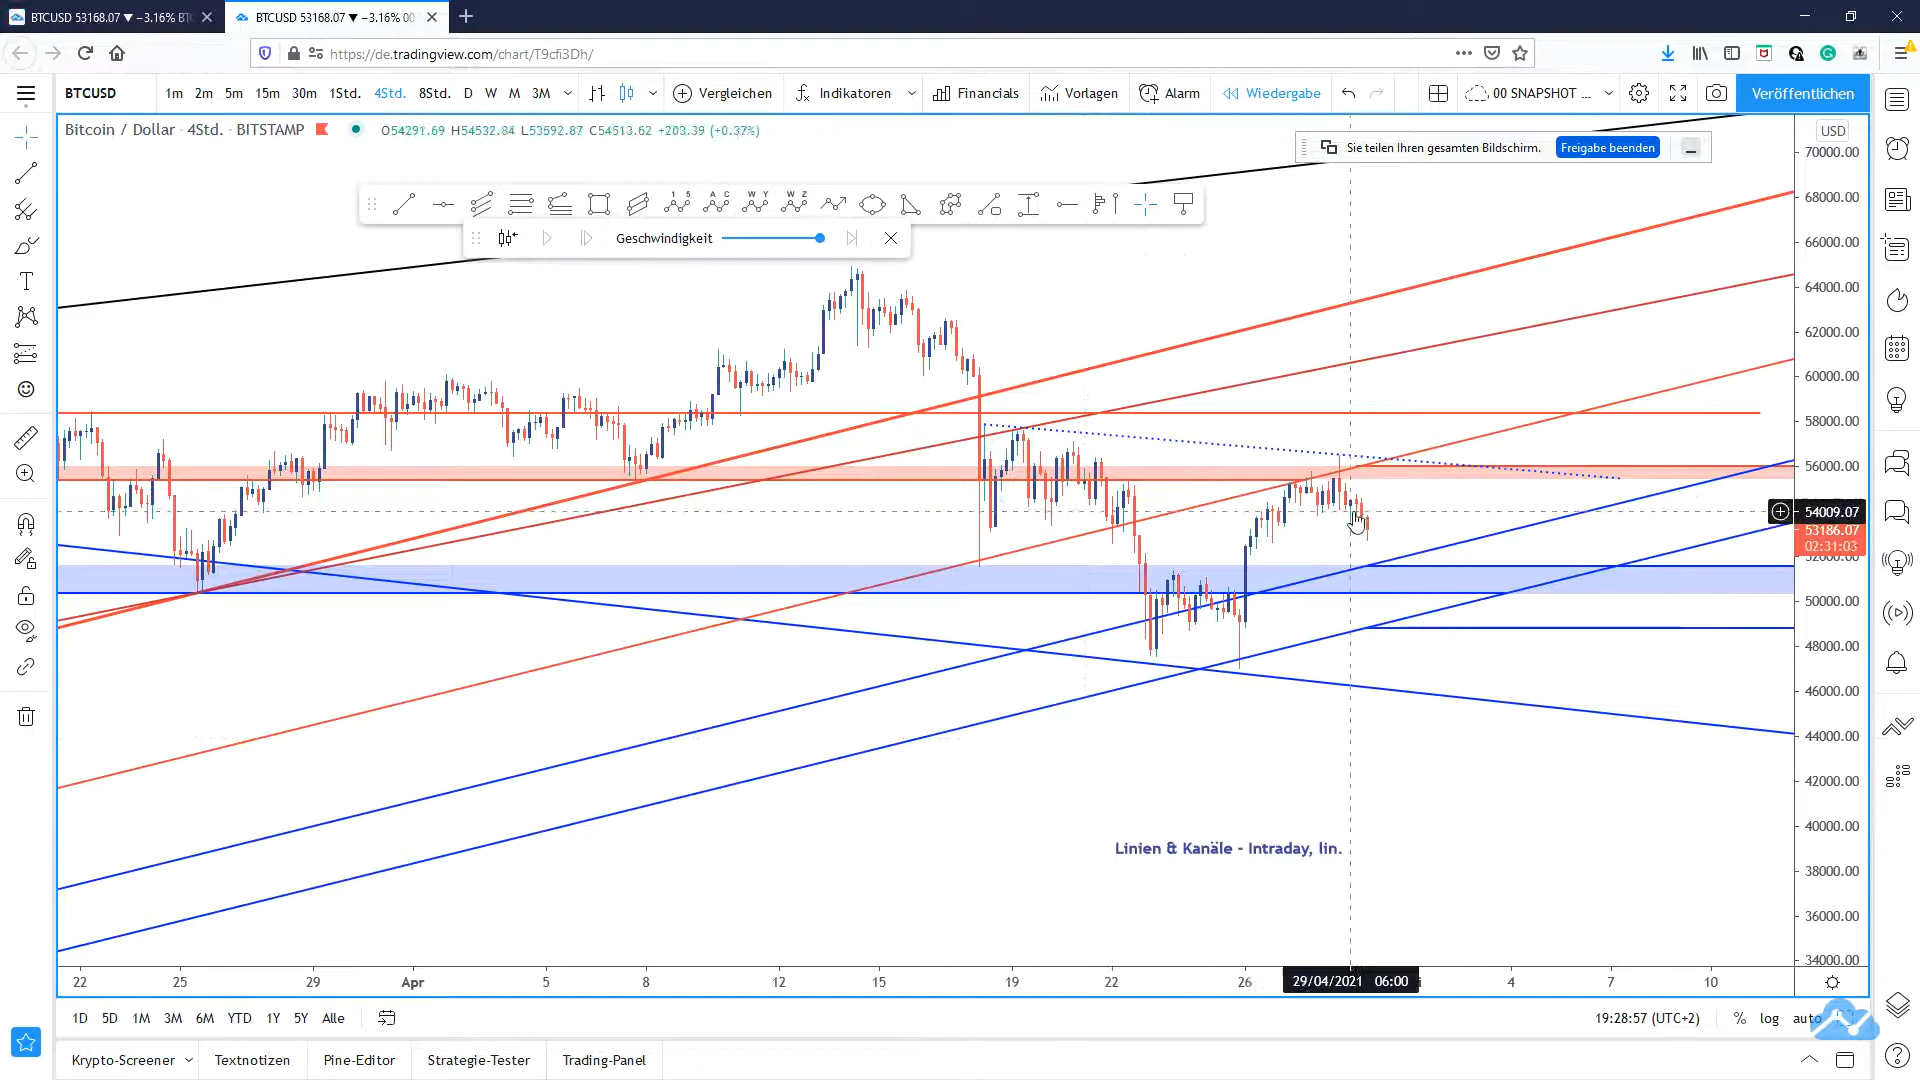 BTCUSD 53168.07 ▼ −3.16% BT
BTCUSD 53168.07 ▼ −3.16% 00
https://de.tradingview.com/chart/T9cfi3Dh/
BTCUSD 1m 2m 5m 15m 30m 1Std. 4Std. 8Std. D W M 3M Vergleichen Indikatoren Financials Vorlagen Alarm Wiedergabe 00 SNAPSHOT ... Veröffentlichen
Bitcoin / Dollar · 4Std. · BITSTAMP O54291.69 H54532.84 L53592.87 C54513.62 +203.39 (+0.37%)
Sie teilen Ihren gesamten Bildschirm. Freigabe beenden
USD
1 5 A C W Y W Z
Geschwindigkeit
70000.00
68000.00
66000.00
64000.00
62000.00
60000.00
58000.00
56000.00
54009.07
53186.07
02:31:03
52000.00
50000.00
48000.00
46000.00
44000.00
42000.00
40000.00
38000.00
36000.00
34000.00
Linien & Kanäle - Intraday, lin.
22 25 29 Apr 5 8 12 15 19 22 26 29/04/2021 06:00 4 7 10
1D 5D 1M 3M 6M YTD 1Y 5Y Alle 19:28:57 (UTC+2) % log auto
Krypto-Screener Textnotizen Pine-Editor Strategie-Tester Trading-Panel